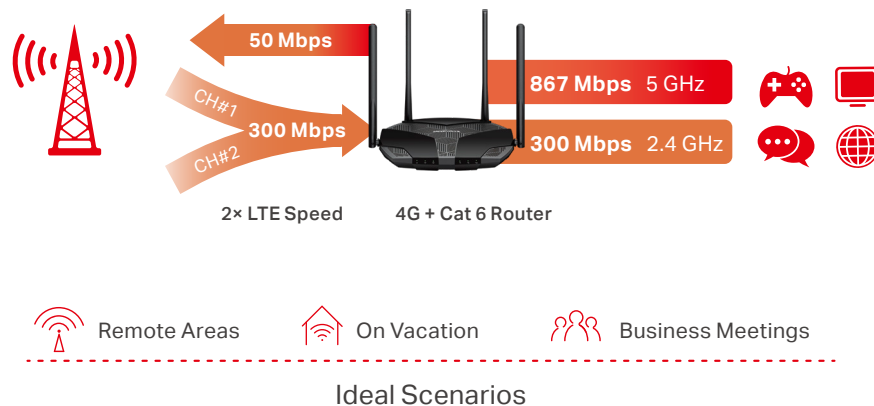 50 Mbps
CH#1
300 Mbps
CH#2
867 Mbps 5 GHz
300 Mbps 2.4 GHz
2× LTE Speed
4G + Cat 6 Router
Remote Areas
On Vacation
Business Meetings
Ideal Scenarios